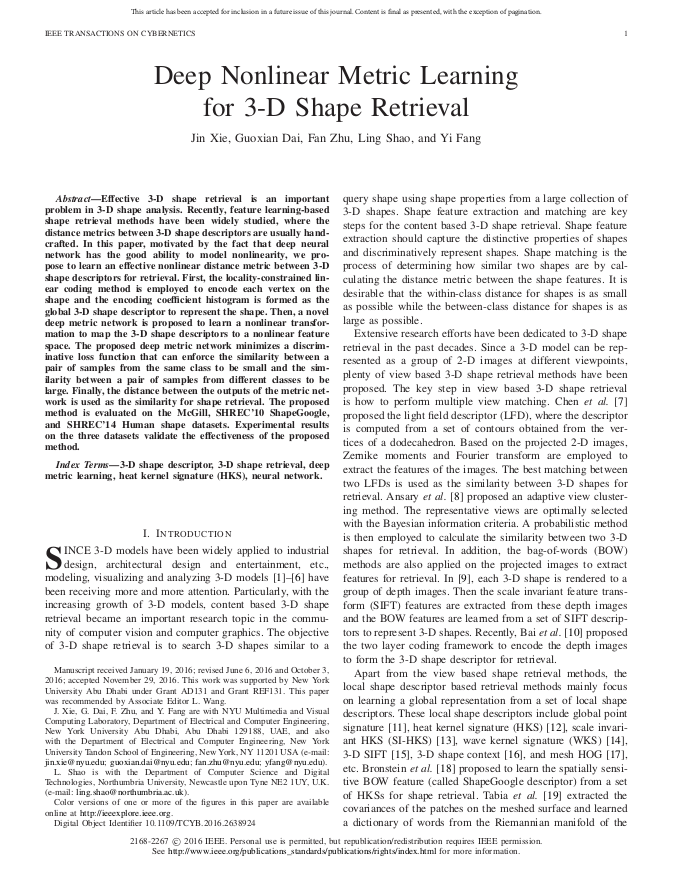 This article has been accepted for inclusion in a future issue of this journal. Content is final as presented, with the exception of pagination.
IEEE TRANSACTIONS ON CYBERNETICS
1
Deep Nonlinear Metric Learning
for 3-D Shape Retrieval
Jin Xie, Guoxian Dai, Fan Zhu, Ling Shao, and Yi Fang
Abstract—Effective 3-D shape retrieval is an important
problem in 3-D shape analysis. Recently, feature learning-based
shape retrieval methods have been widely studied, where the
distance metrics between 3-D shape descriptors are usually hand-
crafted. In this paper, motivated by the fact that deep neural
network has the good ability to model nonlinearity, we pro-
pose to learn an effective nonlinear distance metric between 3-D
shape descriptors for retrieval. First, the locality-constrained lin-
ear coding method is employed to encode each vertex on the
shape and the encoding coefficient histogram is formed as the
global 3-D shape descriptor to represent the shape. Then, a novel
deep metric network is proposed to learn a nonlinear transfor-
mation to map the 3-D shape descriptors to a nonlinear feature
space. The proposed deep metric network minimizes a discrim-
inative loss function that can enforce the similarity between a
pair of samples from the same class to be small and the sim-
ilarity between a pair of samples from different classes to be
large. Finally, the distance between the outputs of the metric net-
work is used as the similarity for shape retrieval. The proposed
method is evaluated on the McGill, SHREC'10 ShapeGoogle,
and SHREC'14 Human shape datasets. Experimental results
on the three datasets validate the effectiveness of the proposed
method.
Index Terms—3-D shape descriptor, 3-D shape retrieval, deep
metric learning, heat kernel signature (HKS), neural network.
I. INTRODUCTION
SINCE 3-D models have been widely applied to industrial
design, architectural design and entertainment, etc.,
modeling, visualizing and analyzing 3-D models [1]–[6] have
been receiving more and more attention. Particularly, with the
increasing growth of 3-D models, content based 3-D shape
retrieval became an important research topic in the commu-
nity of computer vision and computer graphics. The objective
of 3-D shape retrieval is to search 3-D shapes similar to a
Manuscript received January 19, 2016; revised June 6, 2016 and October 3,
2016; accepted November 29, 2016. This work was supported by New York
University Abu Dhabi under Grant AD131 and Grant REF131. This paper
was recommended by Associate Editor L. Wang.
J. Xie, G. Dai, F. Zhu, and Y. Fang are with NYU Multimedia and Visual
Computing Laboratory, Department of Electrical and Computer Engineering,
New York University Abu Dhabi, Abu Dhabi 129188, UAE, and also
with the Department of Electrical and Computer Engineering, New York
University Tandon School of Engineering, New York, NY 11201 USA (e-mail:
jin.xie@nyu.edu; guoxian.dai@nyu.edu; fan.zhu@nyu.edu; yfang@nyu.edu).
L. Shao is with the Department of Computer Science and Digital
Technologies, Northumbria University, Newcastle upon Tyne NE2 1UY, U.K.
(e-mail: ling.shao@northumbria.ac.uk).
Color versions of one or more of the figures in this paper are available
online at http://ieeexplore.ieee.org.
Digital Object Identifier 10.1109/TCYB.2016.2638924
query shape using shape properties from a large collection of
3-D shapes. Shape feature extraction and matching are key
steps for the content based 3-D shape retrieval. Shape feature
extraction should capture the distinctive properties of shapes
and discriminatively represent shapes. Shape matching is the
process of determining how similar two shapes are by cal-
culating the distance metric between the shape features. It is
desirable that the within-class distance for shapes is as small
as possible while the between-class distance for shapes is as
large as possible.
Extensive research efforts have been dedicated to 3-D shape
retrieval in the past decades. Since a 3-D model can be rep-
resented as a group of 2-D images at different viewpoints,
plenty of view based 3-D shape retrieval methods have been
proposed. The key step in view based 3-D shape retrieval
is how to perform multiple view matching. Chen et al. [7]
proposed the light field descriptor (LFD), where the descriptor
is computed from a set of contours obtained from the ver-
tices of a dodecahedron. Based on the projected 2-D images,
Zernike moments and Fourier transform are employed to
extract the features of the images. The best matching between
two LFDs is used as the similarity between 3-D shapes for
retrieval. Ansary et al. [8] proposed an adaptive view cluster-
ing method. The representative views are optimally selected
with the Bayesian information criteria. A probabilistic method
is then employed to calculate the similarity between two 3-D
shapes for retrieval. In addition, the bag-of-words (BOW)
methods are also applied on the projected images to extract
features for retrieval. In [9], each 3-D shape is rendered to a
group of depth images. Then the scale invariant feature trans-
form (SIFT) features are extracted from these depth images
and the BOW features are learned from a set of SIFT descrip-
tors to represent 3-D shapes. Recently, Bai et al. [10] proposed
the two layer coding framework to encode the depth images
to form the 3-D shape descriptor for retrieval.
Apart from the view based shape retrieval methods, the
local shape descriptor based retrieval methods mainly focus
on learning a global representation from a set of local shape
descriptors. These local shape descriptors include global point
signature [11], heat kernel signature (HKS) [12], scale invari-
ant HKS (SI-HKS) [13], wave kernel signature (WKS) [14],
3-D SIFT [15], 3-D shape context [16], and mesh HOG [17],
etc. Bronstein et al. [18] proposed to learn the spatially sensi-
tive BOW feature (called ShapeGoogle descriptor) from a set
of HKSs for shape retrieval. Tabia et al. [19] extracted the
covariances of the patches on the meshed surface and learned
a dictionary of words from the Riemannian manifold of the
2168-2267 © 2016 IEEE. Personal use is permitted, but republication/redistribution requires IEEE permission.
See http://www.ieee.org/publications_standards/publications/rights/index.html for more information.